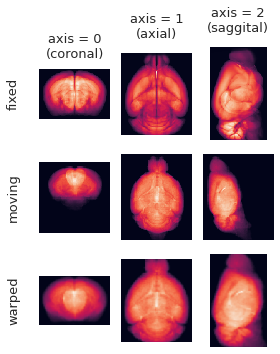 axis = 0
(coronal)
axis = 1
(axial)
axis = 2
(saggital)
fixed
moving
warped